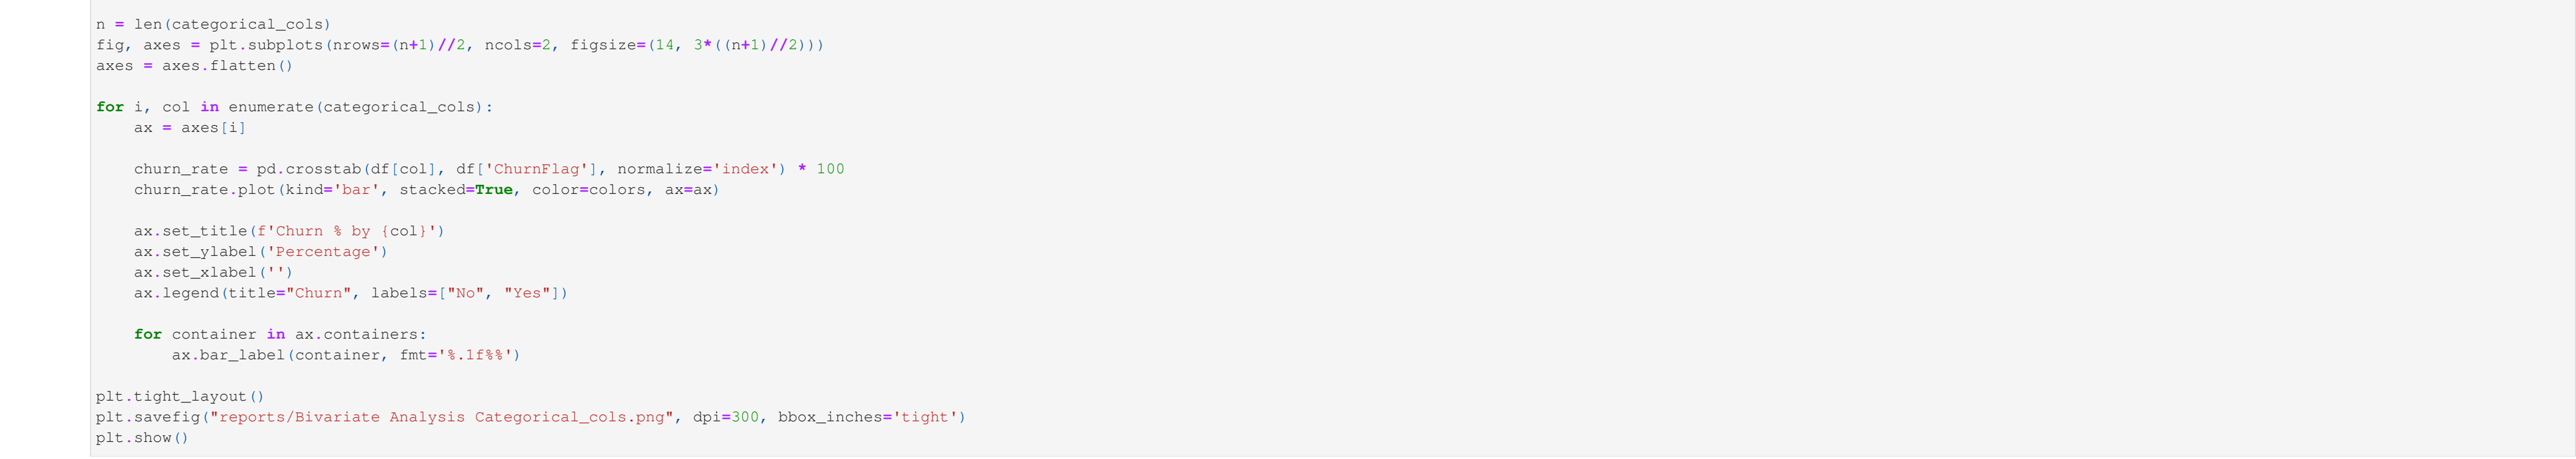 n = len(categorical_cols)
fig, axes = plt.subplots(nrows=(n+1)//2, ncols=2, figsize=(14, 3*((n+1)//2)))
axes = axes.flatten()

for i, col in enumerate(categorical_cols):
    ax = axes[i]

    churn_rate = pd.crosstab(df[col], df['ChurnFlag'], normalize='index') * 100
    churn_rate.plot(kind='bar', stacked=True, color=colors, ax=ax)

    ax.set_title(f'Churn % by {col}')
    ax.set_ylabel('Percentage')
    ax.set_xlabel('')
    ax.legend(title="Churn", labels=["No", "Yes"])

    for container in ax.containers:
        ax.bar_label(container, fmt='%.1f%%')

plt.tight_layout()
plt.savefig("reports/Bivariate Analysis Categorical_cols.png", dpi=300, bbox_inches='tight')
plt.show()